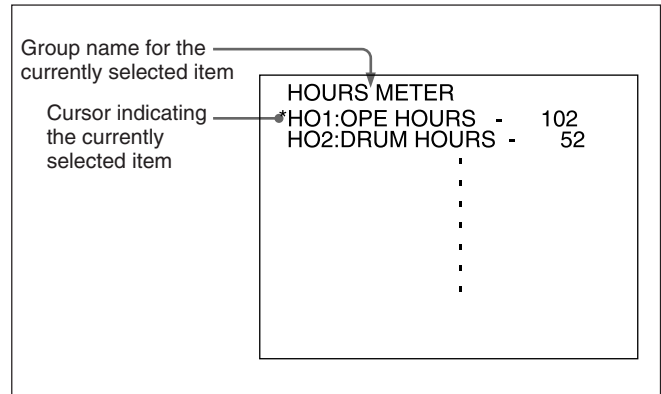 Group name for the
currently selected item
Cursor indicating
the currently
selected item
HOURS METER
*HO1:OPE HOURS - 102
HO2:DRUM HOURS - 52